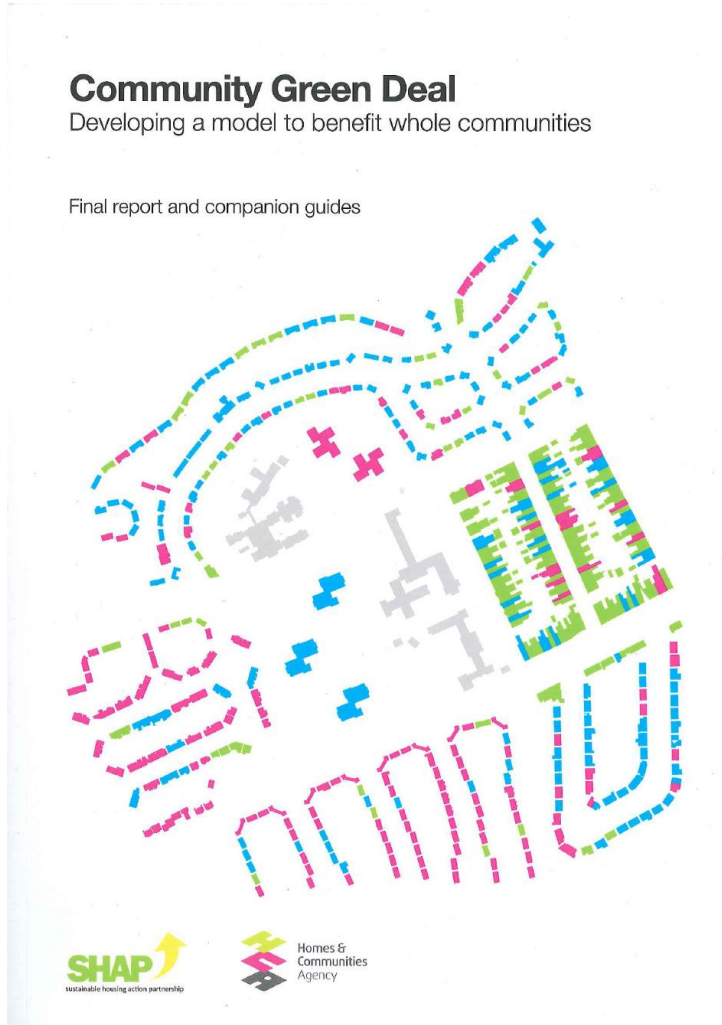 Community Green Deal
Developing a model to benefit whole communities
Final report and companion guides
SHAP
sustainable housing action partnership
HCA
Homes &
Communities
Agency